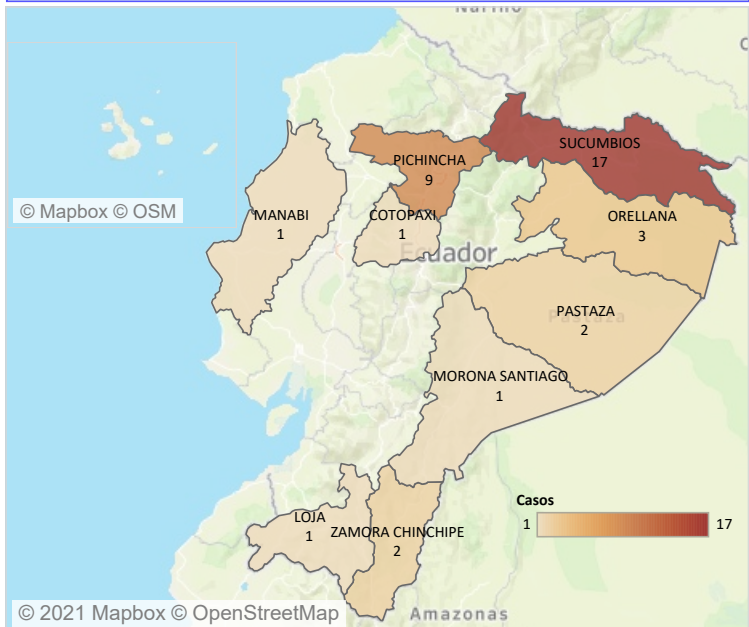 Nariño
SUCUMBIOS
17
PICHINCHA
9
© Mapbox © OSM
MANABI
1
COTOPAXI
1
ORELLANA
3
Ecuador
PASTAZA
2
Pastaza
MORONA SANTIAGO
1
Casos
1
17
LOJA
1
ZAMORA CHINCHIPE
2
© 2021 Mapbox © OpenStreetMap
Amazonas